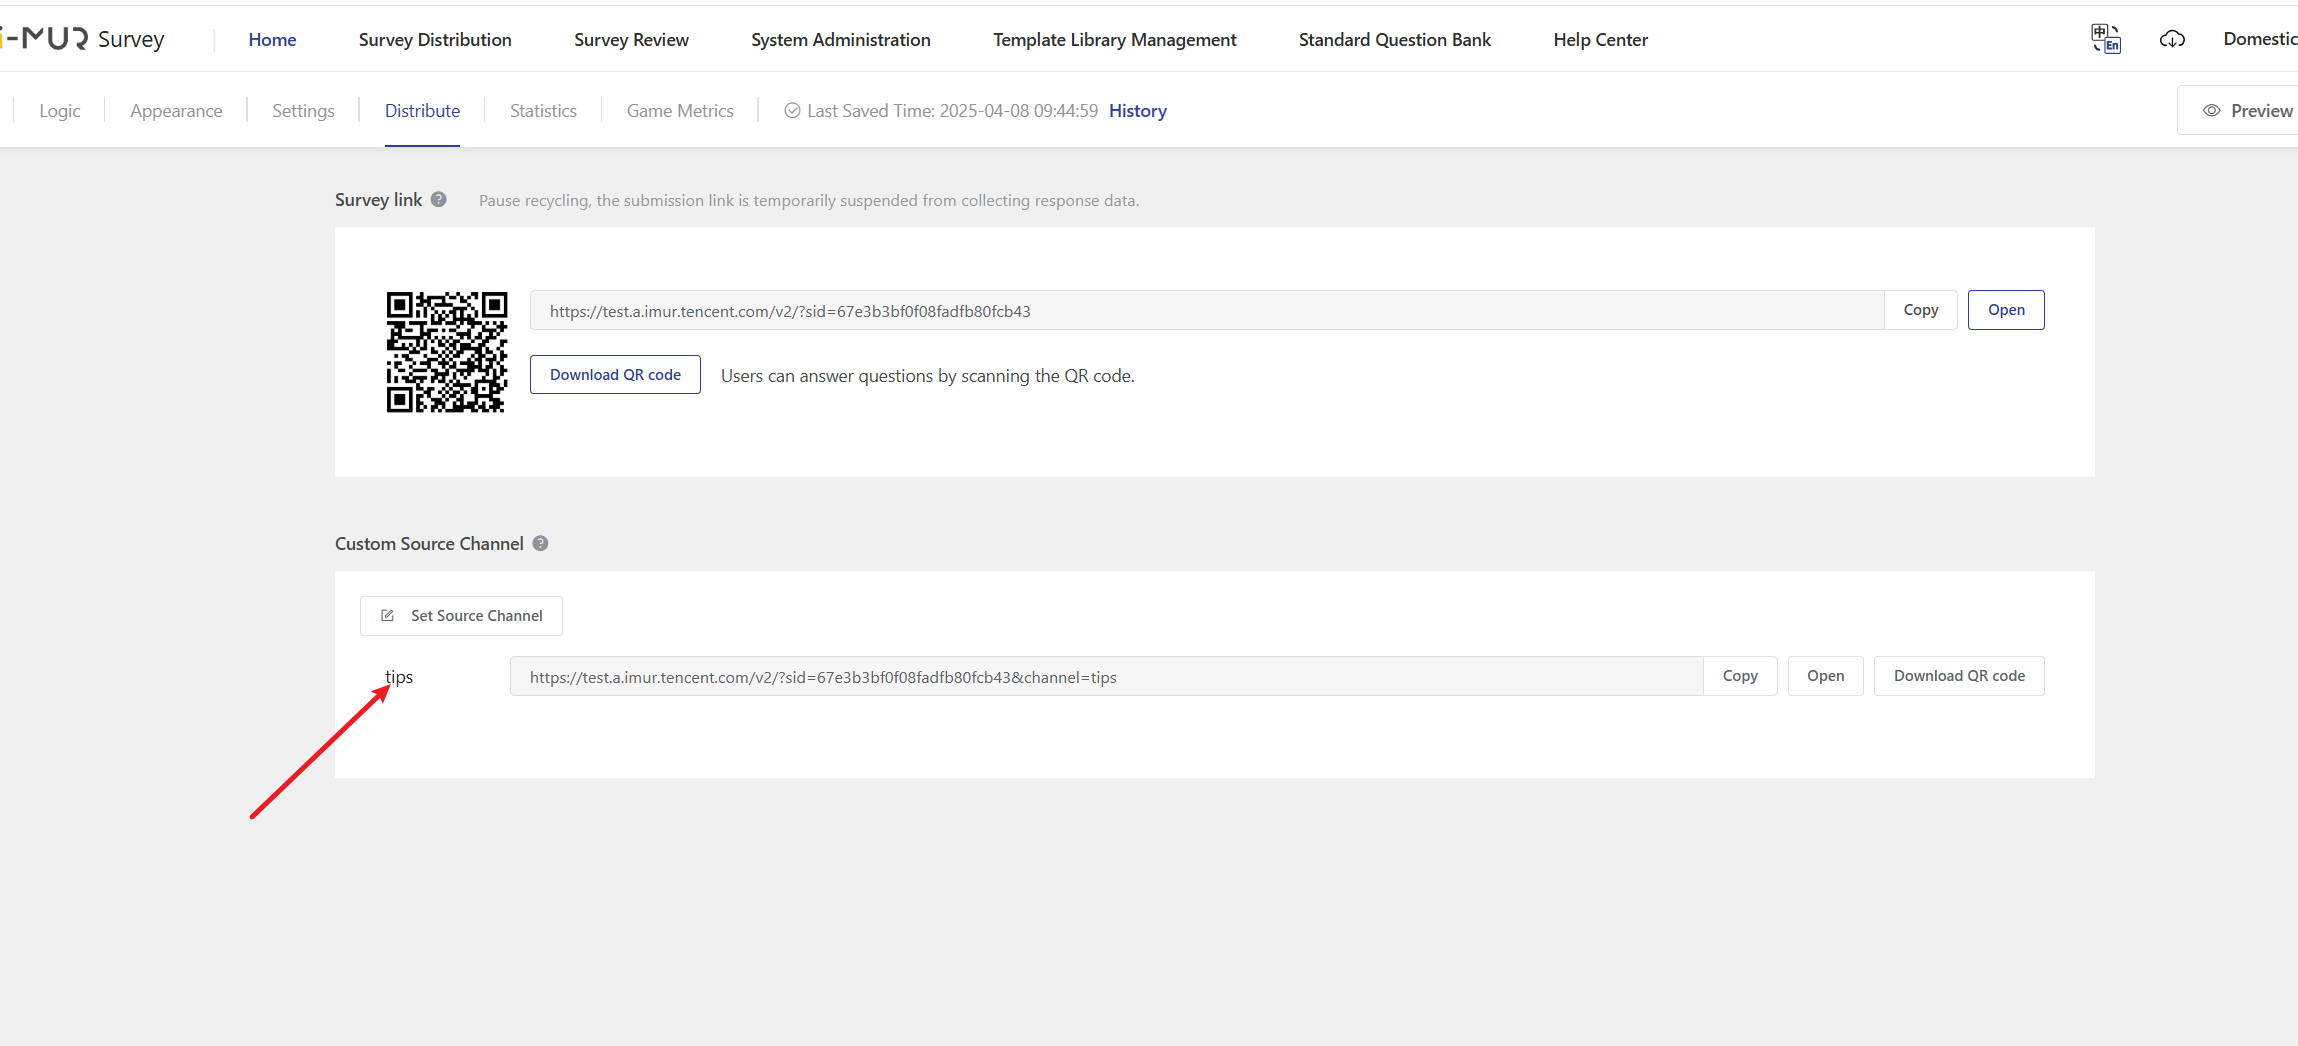 i-MUR Survey
Home
Survey Distribution
Survey Review
System Administration
Template Library Management
Standard Question Bank
Help Center
中
En
Domestic
Logic
Appearance
Settings
Distribute
Statistics
Game Metrics
Last Saved Time: 2025-04-08 09:44:59
History
Preview
Survey link ?
Pause recycling, the submission link is temporarily suspended from collecting response data.
https://test.a.imur.tencent.com/v2/?sid=67e3b3bf0f08fadfb80fcb43
Copy
Open
Download QR code
Users can answer questions by scanning the QR code.
Custom Source Channel ?
Set Source Channel
tips
https://test.a.imur.tencent.com/v2/?sid=67e3b3bf0f08fadfb80fcb43&channel=tips
Copy
Open
Download QR code